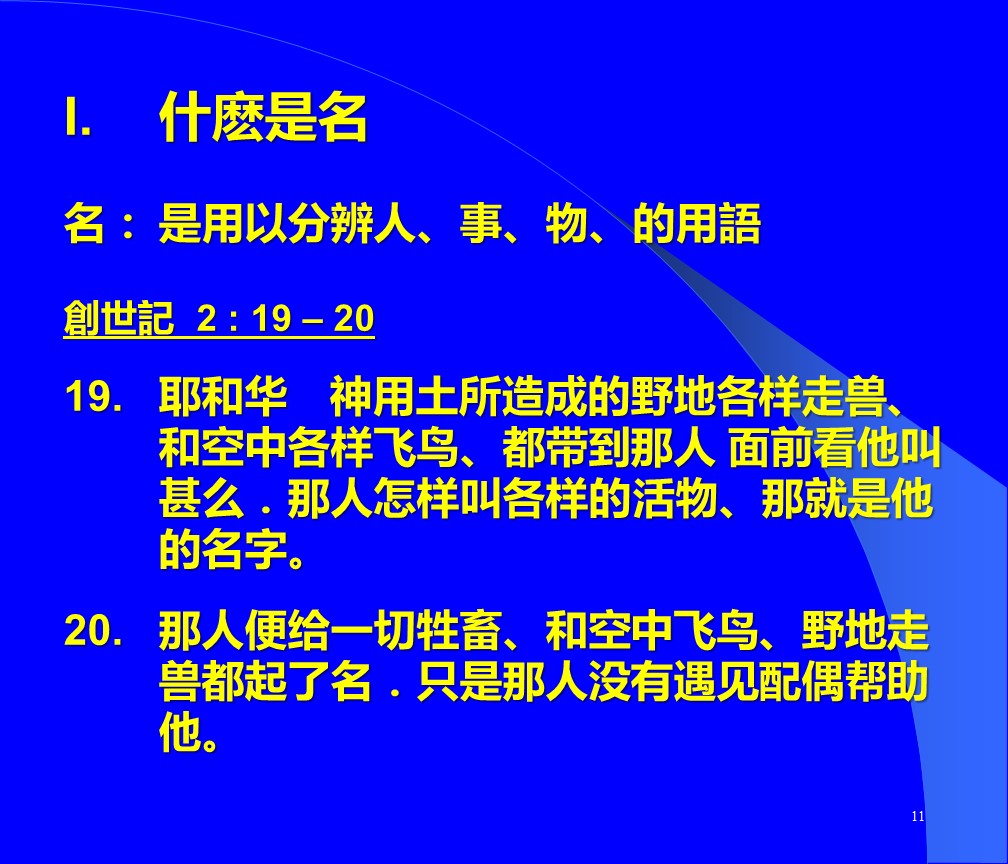 I. 什麽是名
名： 是用以分辨人、事、物、的用語
創世記 2 : 19 – 20
19. 耶和华　神用土所造成的野地各样走兽、
和空中各样飞鸟、都带到那人 面前看他叫
甚么．那人怎样叫各样的活物、那就是他
的名字。
20. 那人便给一切牲畜、和空中飞鸟、野地走
兽都起了名．只是那人没有遇见配偶帮助
他。
11